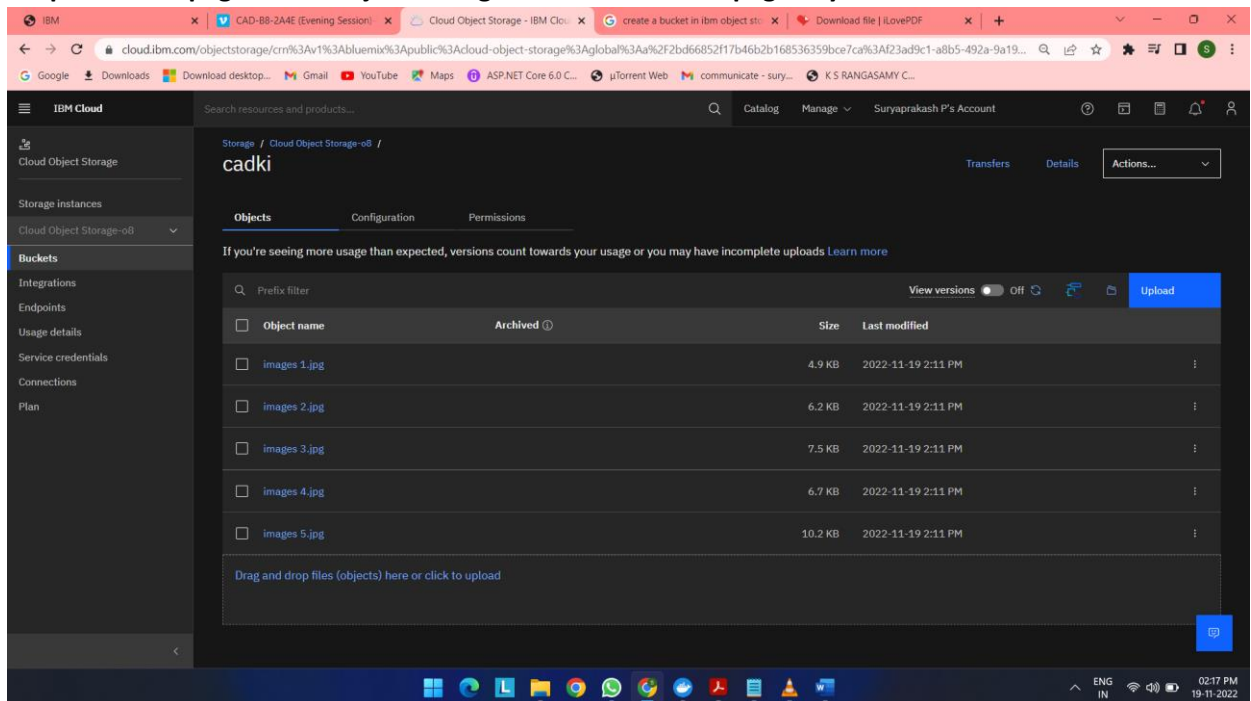 IBM
CAD-BB-2A4E (Evening Session)
Cloud Object Storage - IBM Clou
create a bucket in ibm object sto
Download file | iLovePDF
cloud.ibm.com/objectstorage/crn%3Av1%3Abluemix%3Apublic%3Acloud-object-storage%3Aglobal%3Aa%2F2bd66852f17b46b2b168536359bce7ca%3Af23ad9c1-a8b5-492a-9a19...
Google Downloads Download desktop... Gmail YouTube Maps ASP.NET Core 6.0 C... µTorrent Web communicate - sury... K S RANGASAMY C...
IBM Cloud Search resources and products... Catalog Manage Suryaprakash P's Account
Cloud Object Storage
Storage instances
Cloud Object Storage-o8
Buckets
Integrations
Endpoints
Usage details
Service credentials
Connections
Plan
Storage / Cloud Object Storage-o8 /
cadki
Transfers Details Actions...
Objects Configuration Permissions
If you're seeing more usage than expected, versions count towards your usage or you may have incomplete uploads Learn more
Prefix filter View versions Off Upload
Object name Archived Size Last modified
images 1.jpg 4.9 KB 2022-11-19 2:11 PM
images 2.jpg 6.2 KB 2022-11-19 2:11 PM
images 3.jpg 7.5 KB 2022-11-19 2:11 PM
images 4.jpg 6.7 KB 2022-11-19 2:11 PM
images 5.jpg 10.2 KB 2022-11-19 2:11 PM
Drag and drop files (objects) here or click to upload
ENG 02:17 PM
IN 19-11-2022